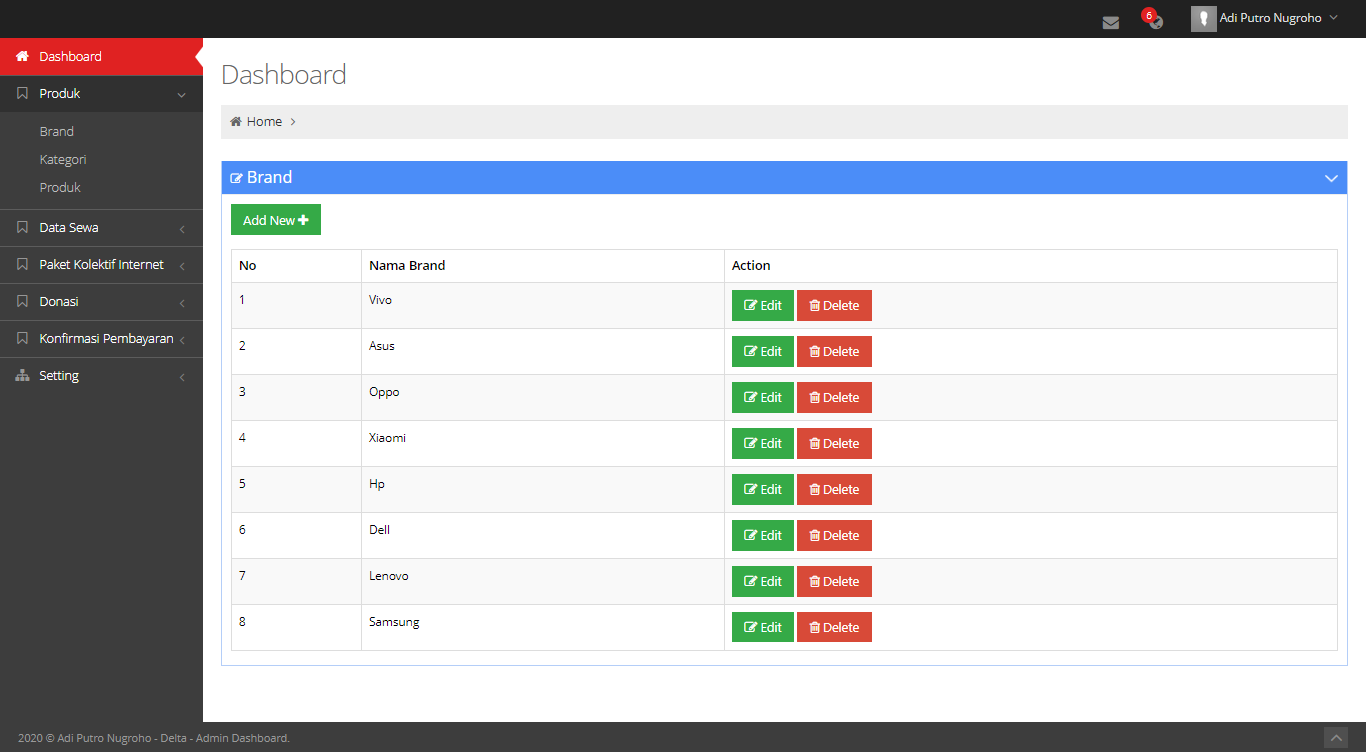 6 Adi Putro Nugroho
Dashboard
Produk
Brand
Kategori
Produk
Data Sewa
Paket Kolektif Internet
Donasi
Konfirmasi Pembayaran
Setting
Dashboard
Home
Brand
Add New
No Nama Brand Action
1 Vivo Edit Delete
2 Asus Edit Delete
3 Oppo Edit Delete
4 Xiaomi Edit Delete
5 Hp Edit Delete
6 Dell Edit Delete
7 Lenovo Edit Delete
8 Samsung Edit Delete
2020 © Adi Putro Nugroho - Delta - Admin Dashboard.